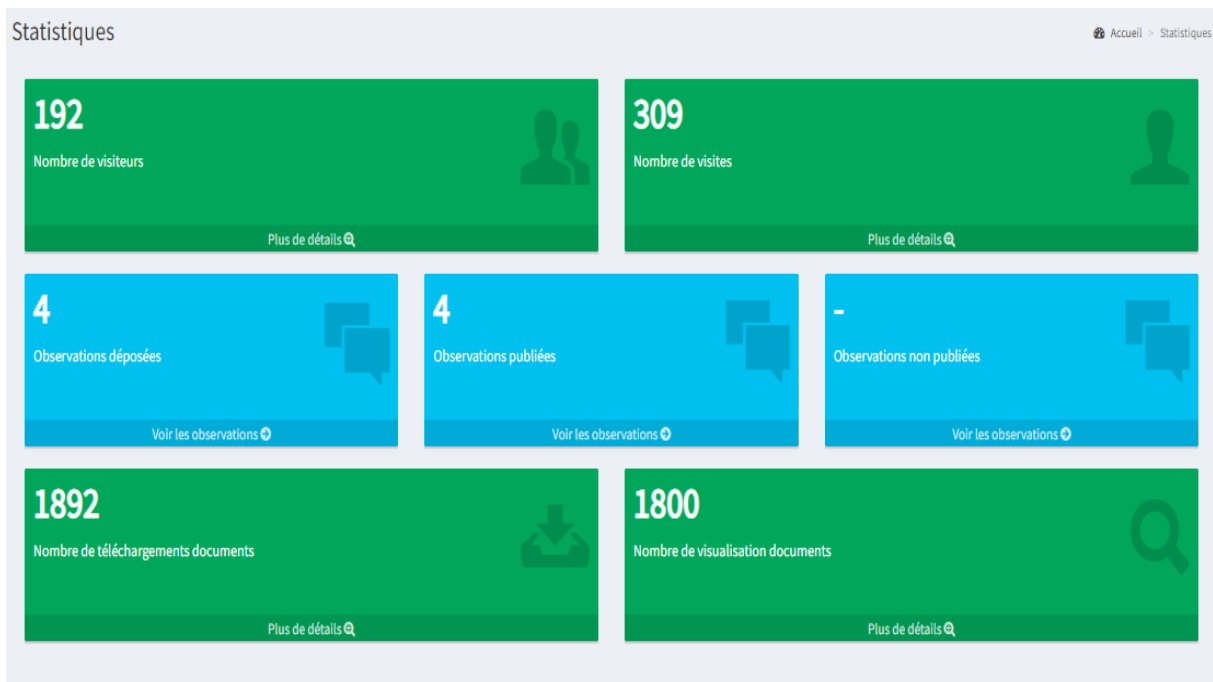 Statistiques
Accueil > Statistiques
192
Nombre de visiteurs
Plus de détails
309
Nombre de visites
Plus de détails
4
Observations déposées
Voir les observations
4
Observations publiées
Voir les observations
-
Observations non publiées
Voir les observations
1892
Nombre de téléchargements documents
Plus de détails
1800
Nombre de visualisation documents
Plus de détails